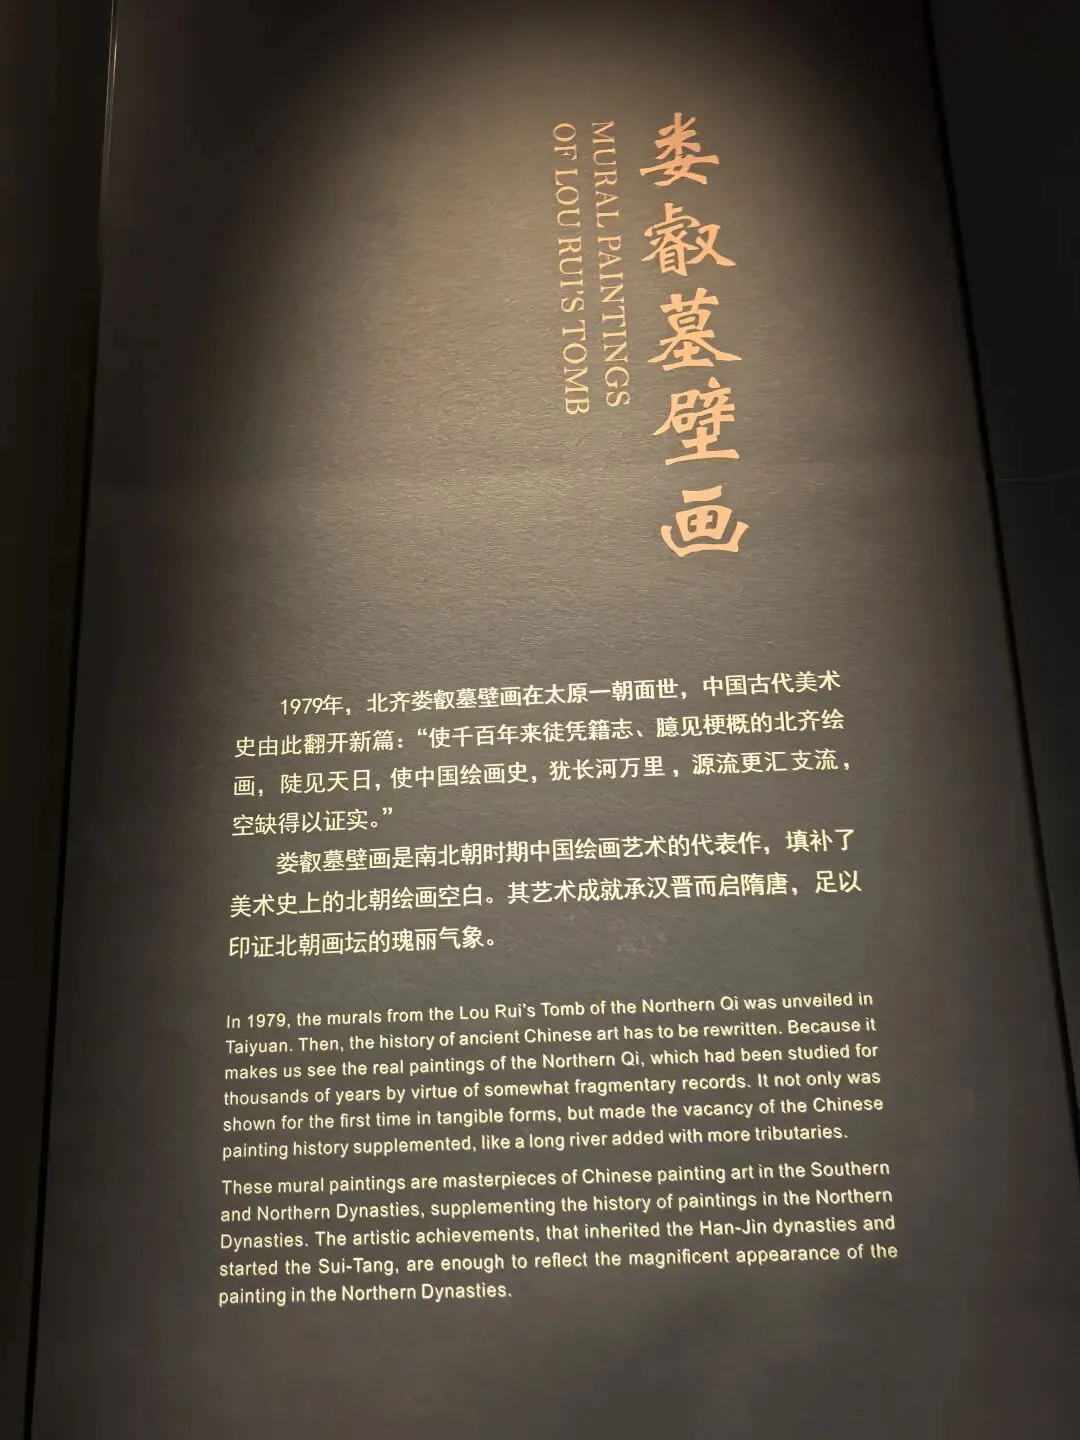 娄叡墓壁画
MURAL PAINTINGS
OF LOU RUI'S TOMB
1979年，北齐娄叡墓壁画在太原一朝面世，中国古代美术
史由此翻开新篇：“使千百年来徒凭籍志、臆见梗概的北齐绘
画，陡见天日，使中国绘画史，犹长河万里，源流更汇支流，
空缺得以证实。”
娄叡墓壁画是南北朝时期中国绘画艺术的代表作，填补了
美术史上的北朝绘画空白。其艺术成就承汉晋而启隋唐，足以
印证北朝画坛的瑰丽气象。
In 1979, the murals from the Lou Rui's Tomb of the Northern Qi was unveiled in
Taiyuan. Then, the history of ancient Chinese art has to be rewritten. Because it
makes us see the real paintings of the Northern Qi, which had been studied for
thousands of years by virtue of somewhat fragmentary records. It not only was
shown for the first time in tangible forms, but made the vacancy of the Chinese
painting history supplemented, like a long river added with more tributaries.
These mural paintings are masterpieces of Chinese painting art in the Southern
and Northern Dynasties, supplementing the history of paintings in the Northern
Dynasties. The artistic achievements, that inherited the Han-Jin dynasties and
started the Sui-Tang, are enough to reflect the magnificent appearance of the
painting in the Northern Dynasties.